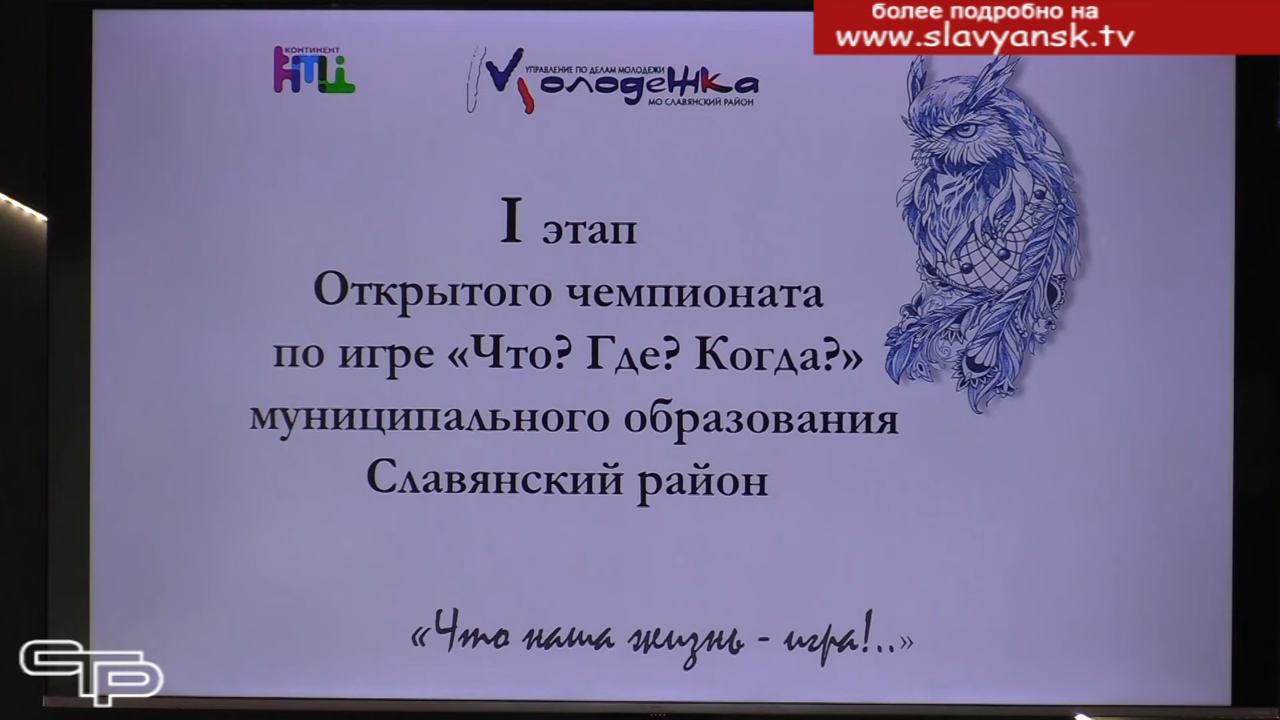 более подробно на
www.slavyansk.tv
КОНТИНЕНТ
УПРАВЛЕНИЕ ПО ДЕЛАМ МОЛОДЕЖИ
МолодеЖка
МО СЛАВЯНСКИЙ РАЙОН
I этап
Открытого чемпионата
по игре «Что? Где? Когда?»
муниципального образования
Славянский район
«Что наша жизнь - игра!..»
СТР